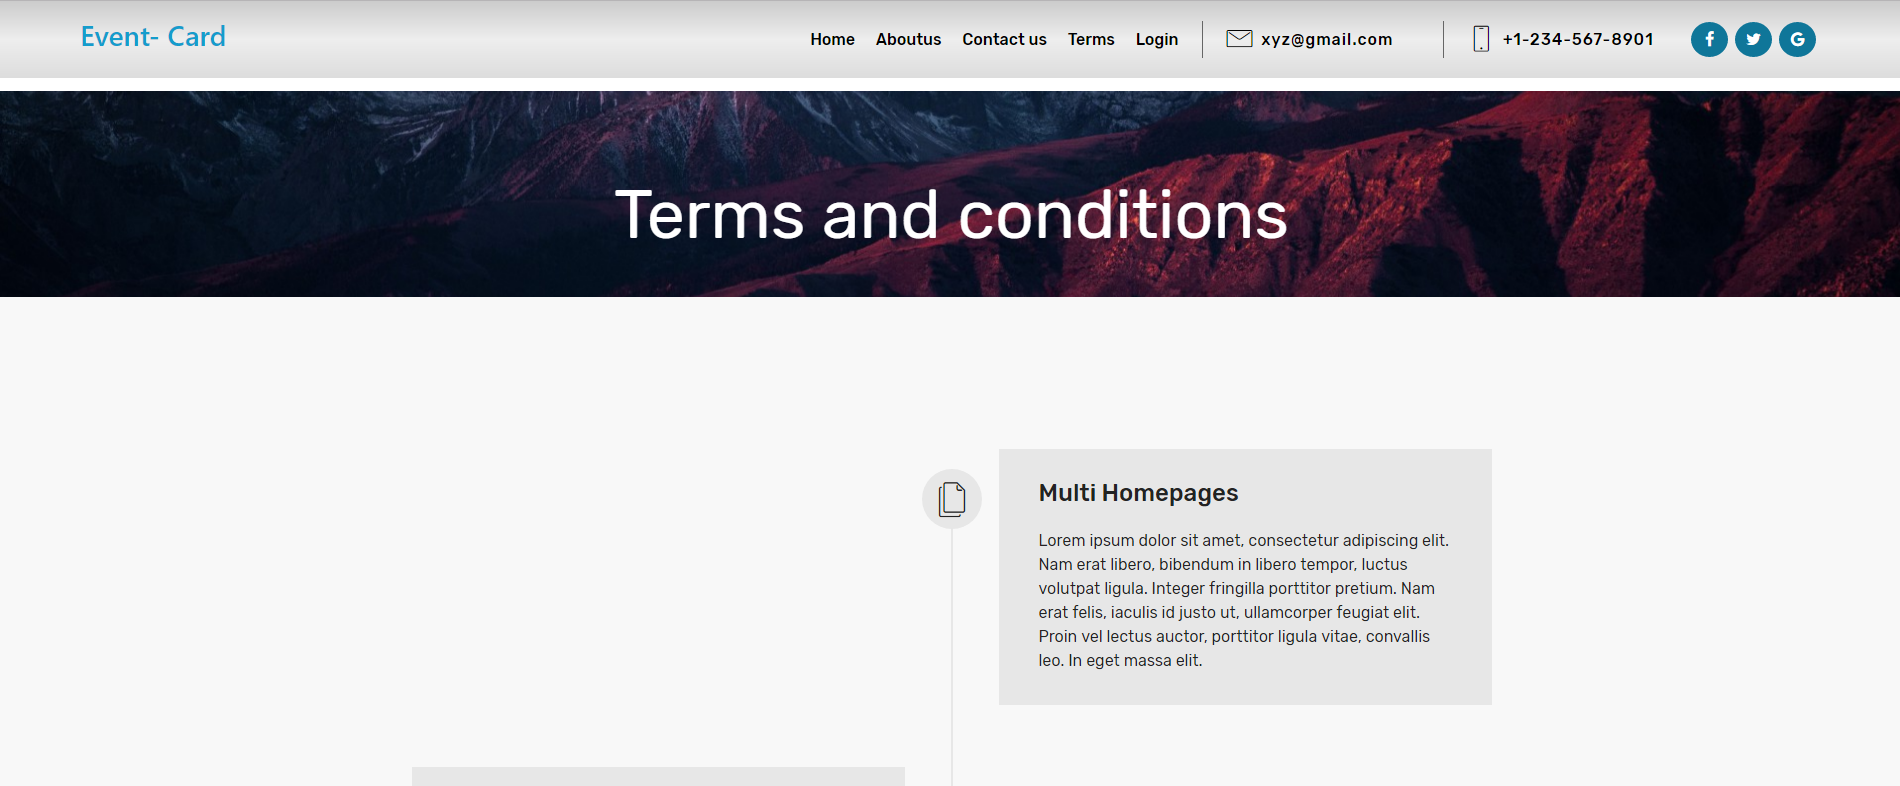 Event- Card
Home Aboutus Contact us Terms Login xyz@gmail.com +1-234-567-8901
Terms and conditions
Multi Homepages
Lorem ipsum dolor sit amet, consectetur adipiscing elit.
Nam erat libero, bibendum in libero tempor, luctus
volutpat ligula. Integer fringilla porttitor pretium. Nam
erat felis, iaculis id justo ut, ullamcorper feugiat elit.
Proin vel lectus auctor, porttitor ligula vitae, convallis
leo. In eget massa elit.